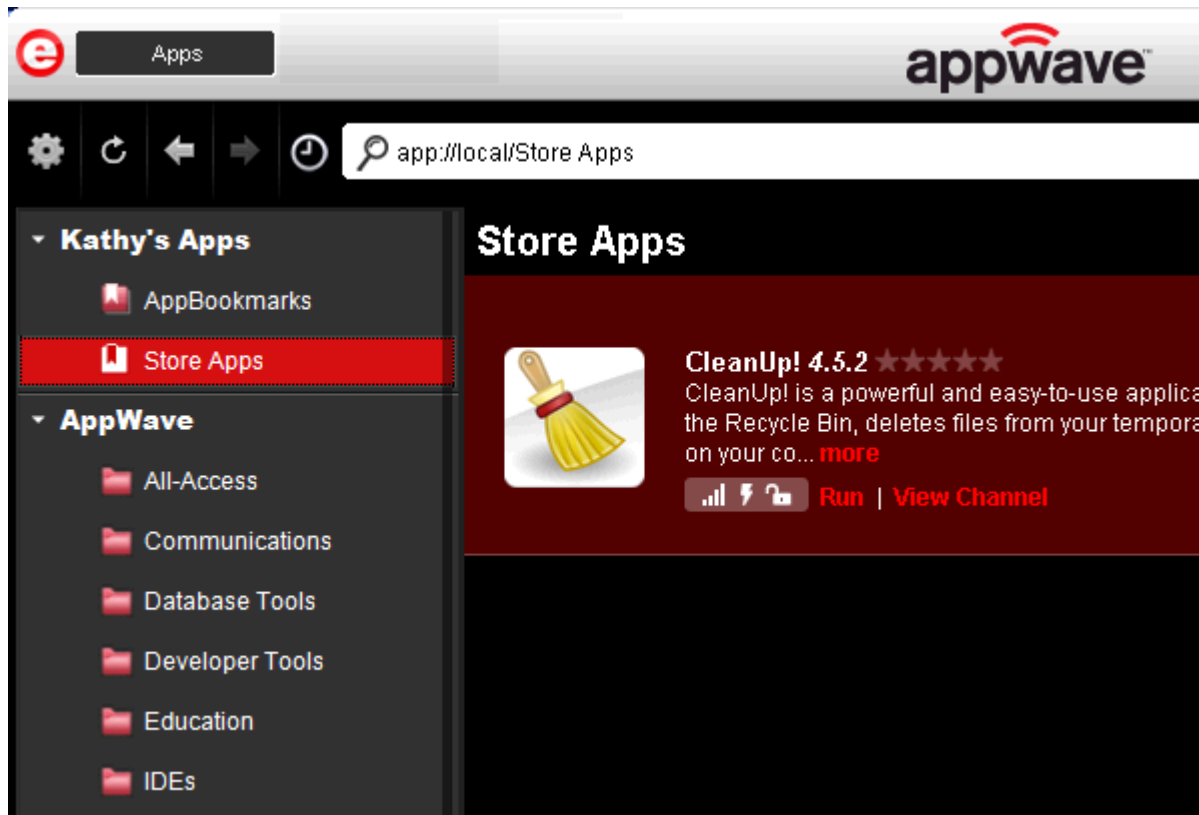 e Apps
appwave™
app://local/Store Apps
Kathy's Apps
AppBookmarks
Store Apps
AppWave
All-Access
Communications
Database Tools
Developer Tools
Education
IDEs
Store Apps
CleanUp! 4.5.2
CleanUp! is a powerful and easy-to-use applica
the Recycle Bin, deletes files from your tempora
on your co... more
Run | View Channel